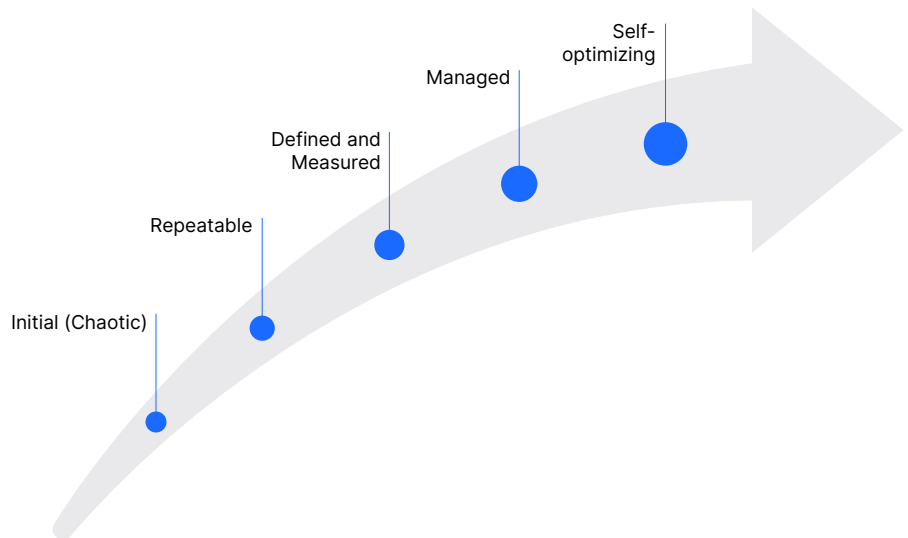 Self-
optimizing
Managed
Defined and
Measured
Repeatable
Initial (Chaotic)